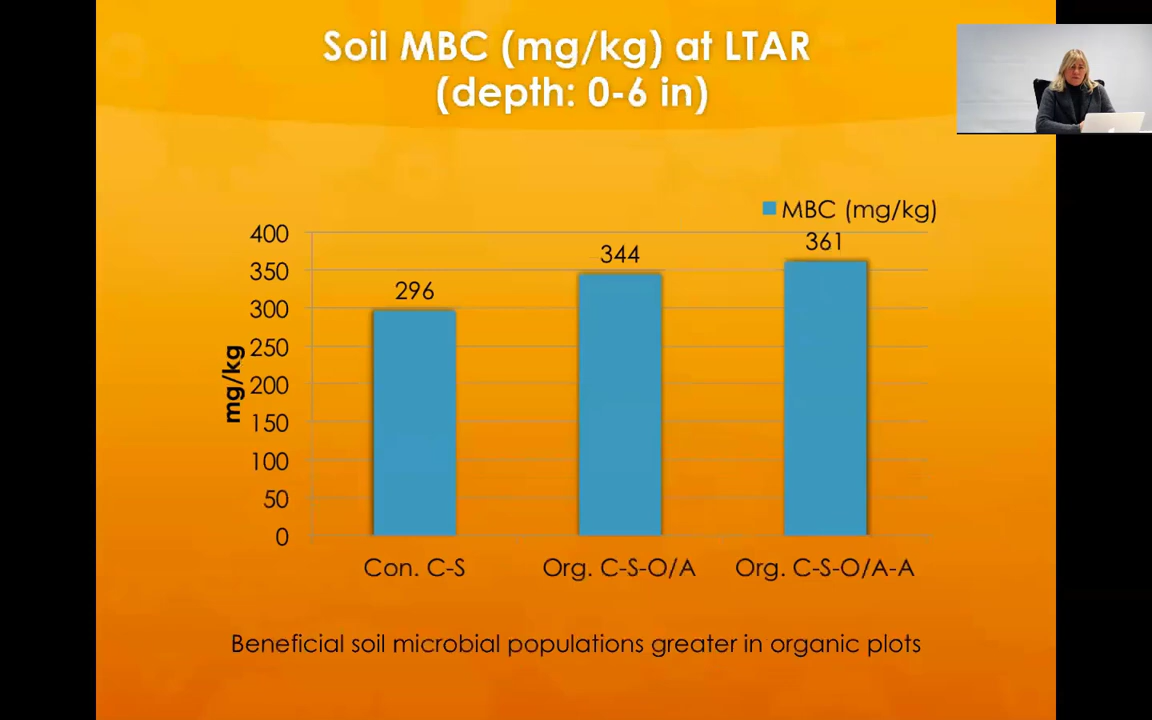 Soil MBC (mg/kg) at LTAR
(depth: 0-6 in)
MBC (mg/kg)
400
350
300
250
200
150
100
50
0
mg/kg
296
344
361
Con. C-S
Org. C-S-O/A
Org. C-S-O/A-A
Beneficial soil microbial populations greater in organic plots